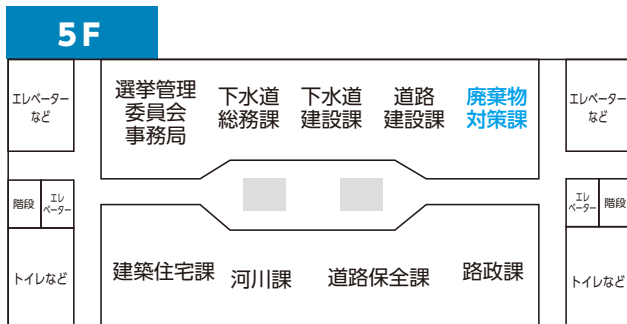 5F
エレベーター
など
選挙管理
委員会
事務局
下水道
総務課
下水道
建設課
道路
建設課
廃棄物
対策課
エレベーター
など
階段
エレ
ベーター
エレ
ベーター
階段
トイレなど
建築住宅課
河川課
道路保全課
路政課
トイレなど